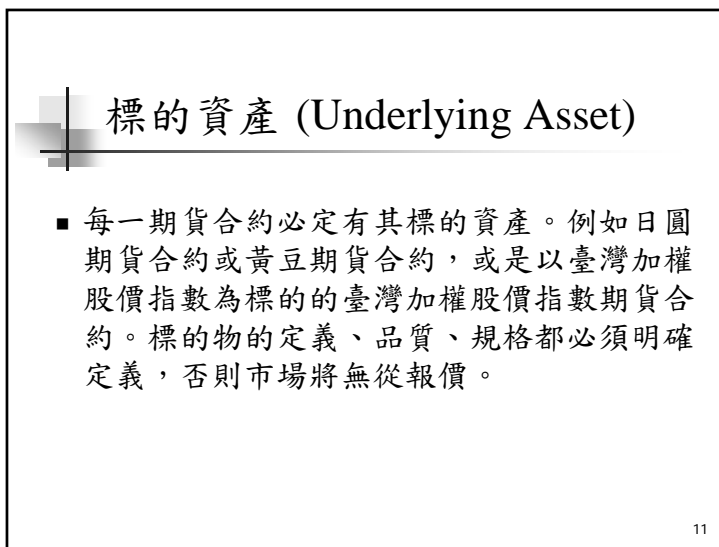 標的資產 (Underlying Asset)
■ 每一期貨合約必定有其標的資產。例如日圓
期貨合約或黃豆期貨合約，或是以臺灣加權
股價指數為標的的臺灣加權股價指數期貨合
約。標的物的定義、品質、規格都必須明確
定義，否則市場將無從報價。
11